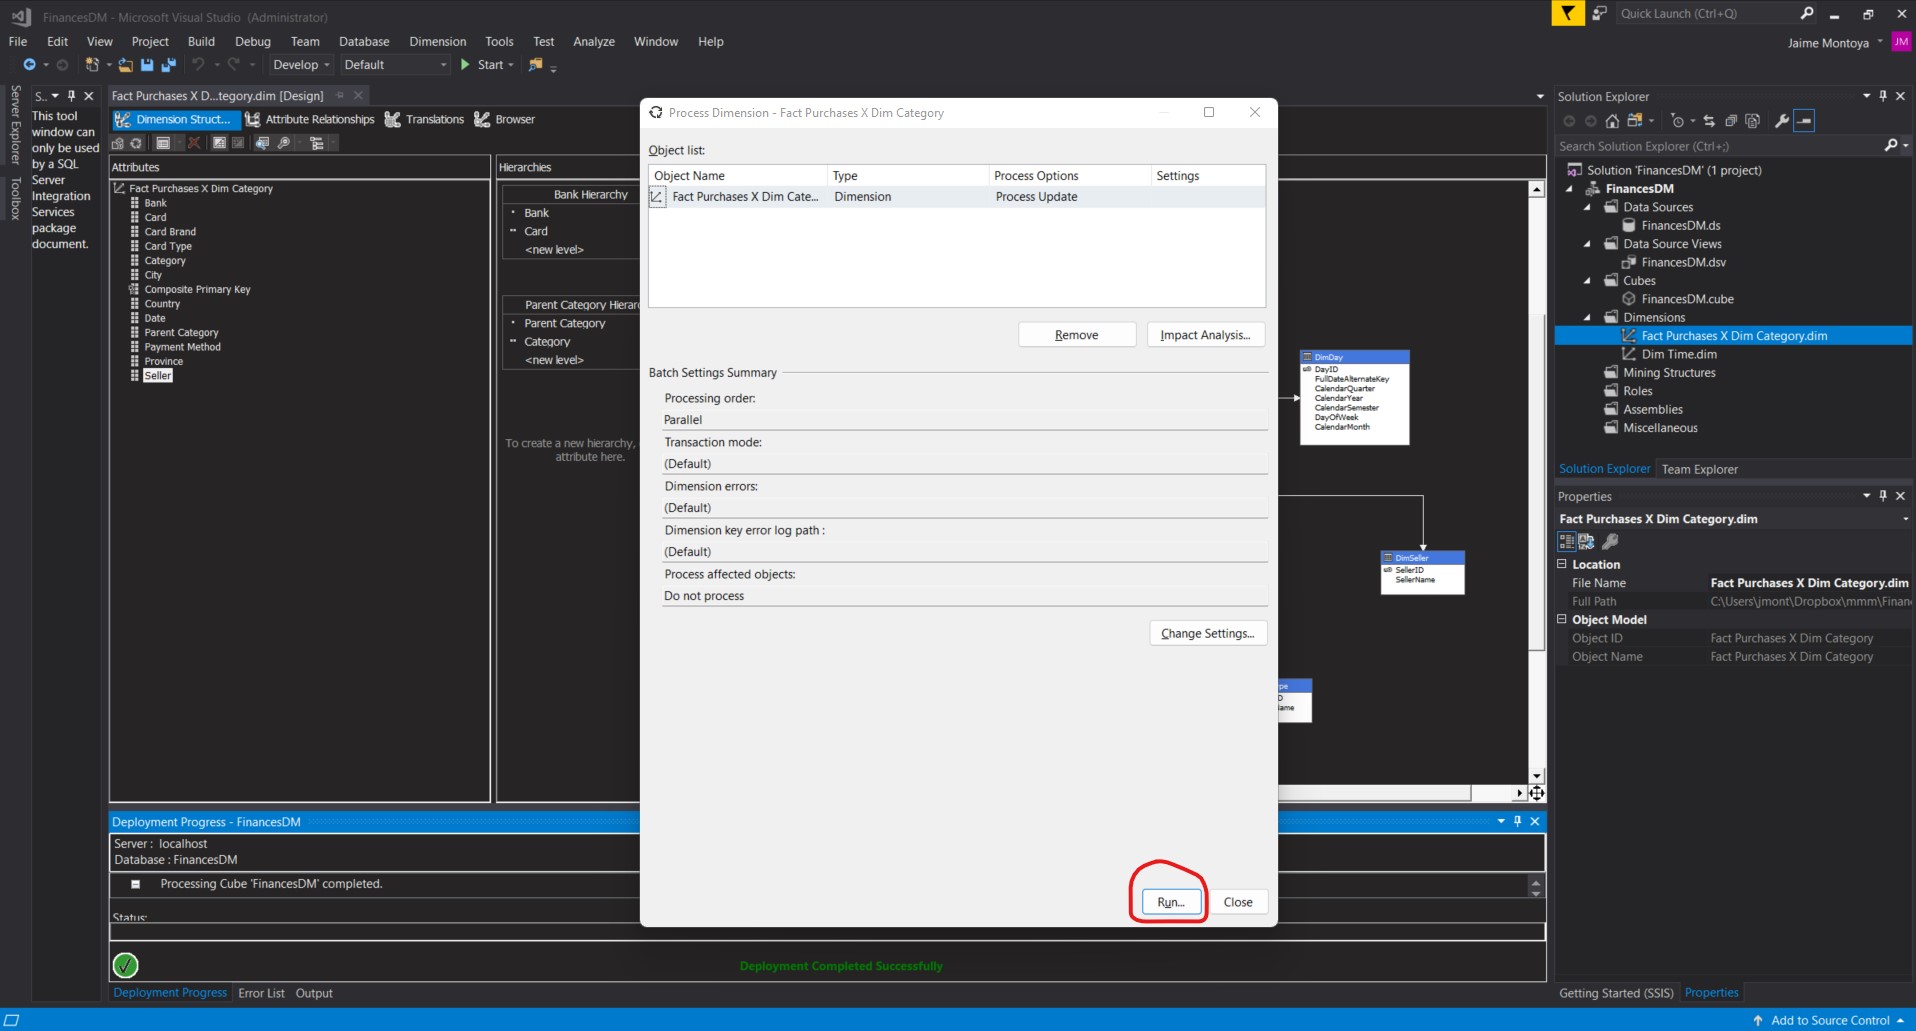 FinancesDM - Microsoft Visual Studio (Administrator)
Quick Launch (Ctrl+Q)
File Edit View Project Build Debug Team Database Dimension Tools Test Analyze Window Help
Jaime Montoya
JM
Develop
Default
Start
Server Explorer
Toolbox
S..
This tool
window can
only be used
by a SQL
Server
Integration
Services
package
document.
Fact Purchases X D...tegory.dim [Design]
Dimension Struct... Attribute Relationships Translations Browser
Attributes
Fact Purchases X Dim Category
Bank
Card
Card Brand
Card Type
Category
City
Composite Primary Key
Country
Date
Parent Category
Payment Method
Province
Seller
Hierarchies
Bank Hierarchy
Bank
Card
<new level>
Parent Category Hierarc
Parent Category
Category
<new level>
To create a new hierarchy,
attribute here.
Process Dimension - Fact Purchases X Dim Category
Object list:
Object Name Type Process Options Settings
Fact Purchases X Dim Cate... Dimension Process Update
Remove
Impact Analysis...
Batch Settings Summary
Processing order:
Parallel
Transaction mode:
(Default)
Dimension errors:
(Default)
Dimension key error log path :
(Default)
Process affected objects:
Do not process
Change Settings...
Run...
Close
DimDay
DayID
FullDateAlternateKey
CalendarQuarter
CalendarYear
CalendarSemester
DayOfWeek
CalendarMonth
DimSeller
SellerID
SellerName
pe
D
lame
Deployment Progress - FinancesDM
Server : localhost
Database : FinancesDM
Processing Cube 'FinancesDM' completed.
Status:
Deployment Completed Successfully
Deployment Progress Error List Output
Solution Explorer
Search Solution Explorer (Ctrl+;)
Solution 'FinancesDM' (1 project)
FinancesDM
Data Sources
FinancesDM.ds
Data Source Views
FinancesDM.dsv
Cubes
FinancesDM.cube
Dimensions
Fact Purchases X Dim Category.dim
Dim Time.dim
Mining Structures
Roles
Assemblies
Miscellaneous
Solution Explorer Team Explorer
Properties
Fact Purchases X Dim Category.dim
Location
File Name Fact Purchases X Dim Category.dim
Full Path C:\Users\jmont\Dropbox\mmm\Finan
Object Model
Object ID Fact Purchases X Dim Category
Object Name Fact Purchases X Dim Category
Getting Started (SSIS) Properties
Add to Source Control